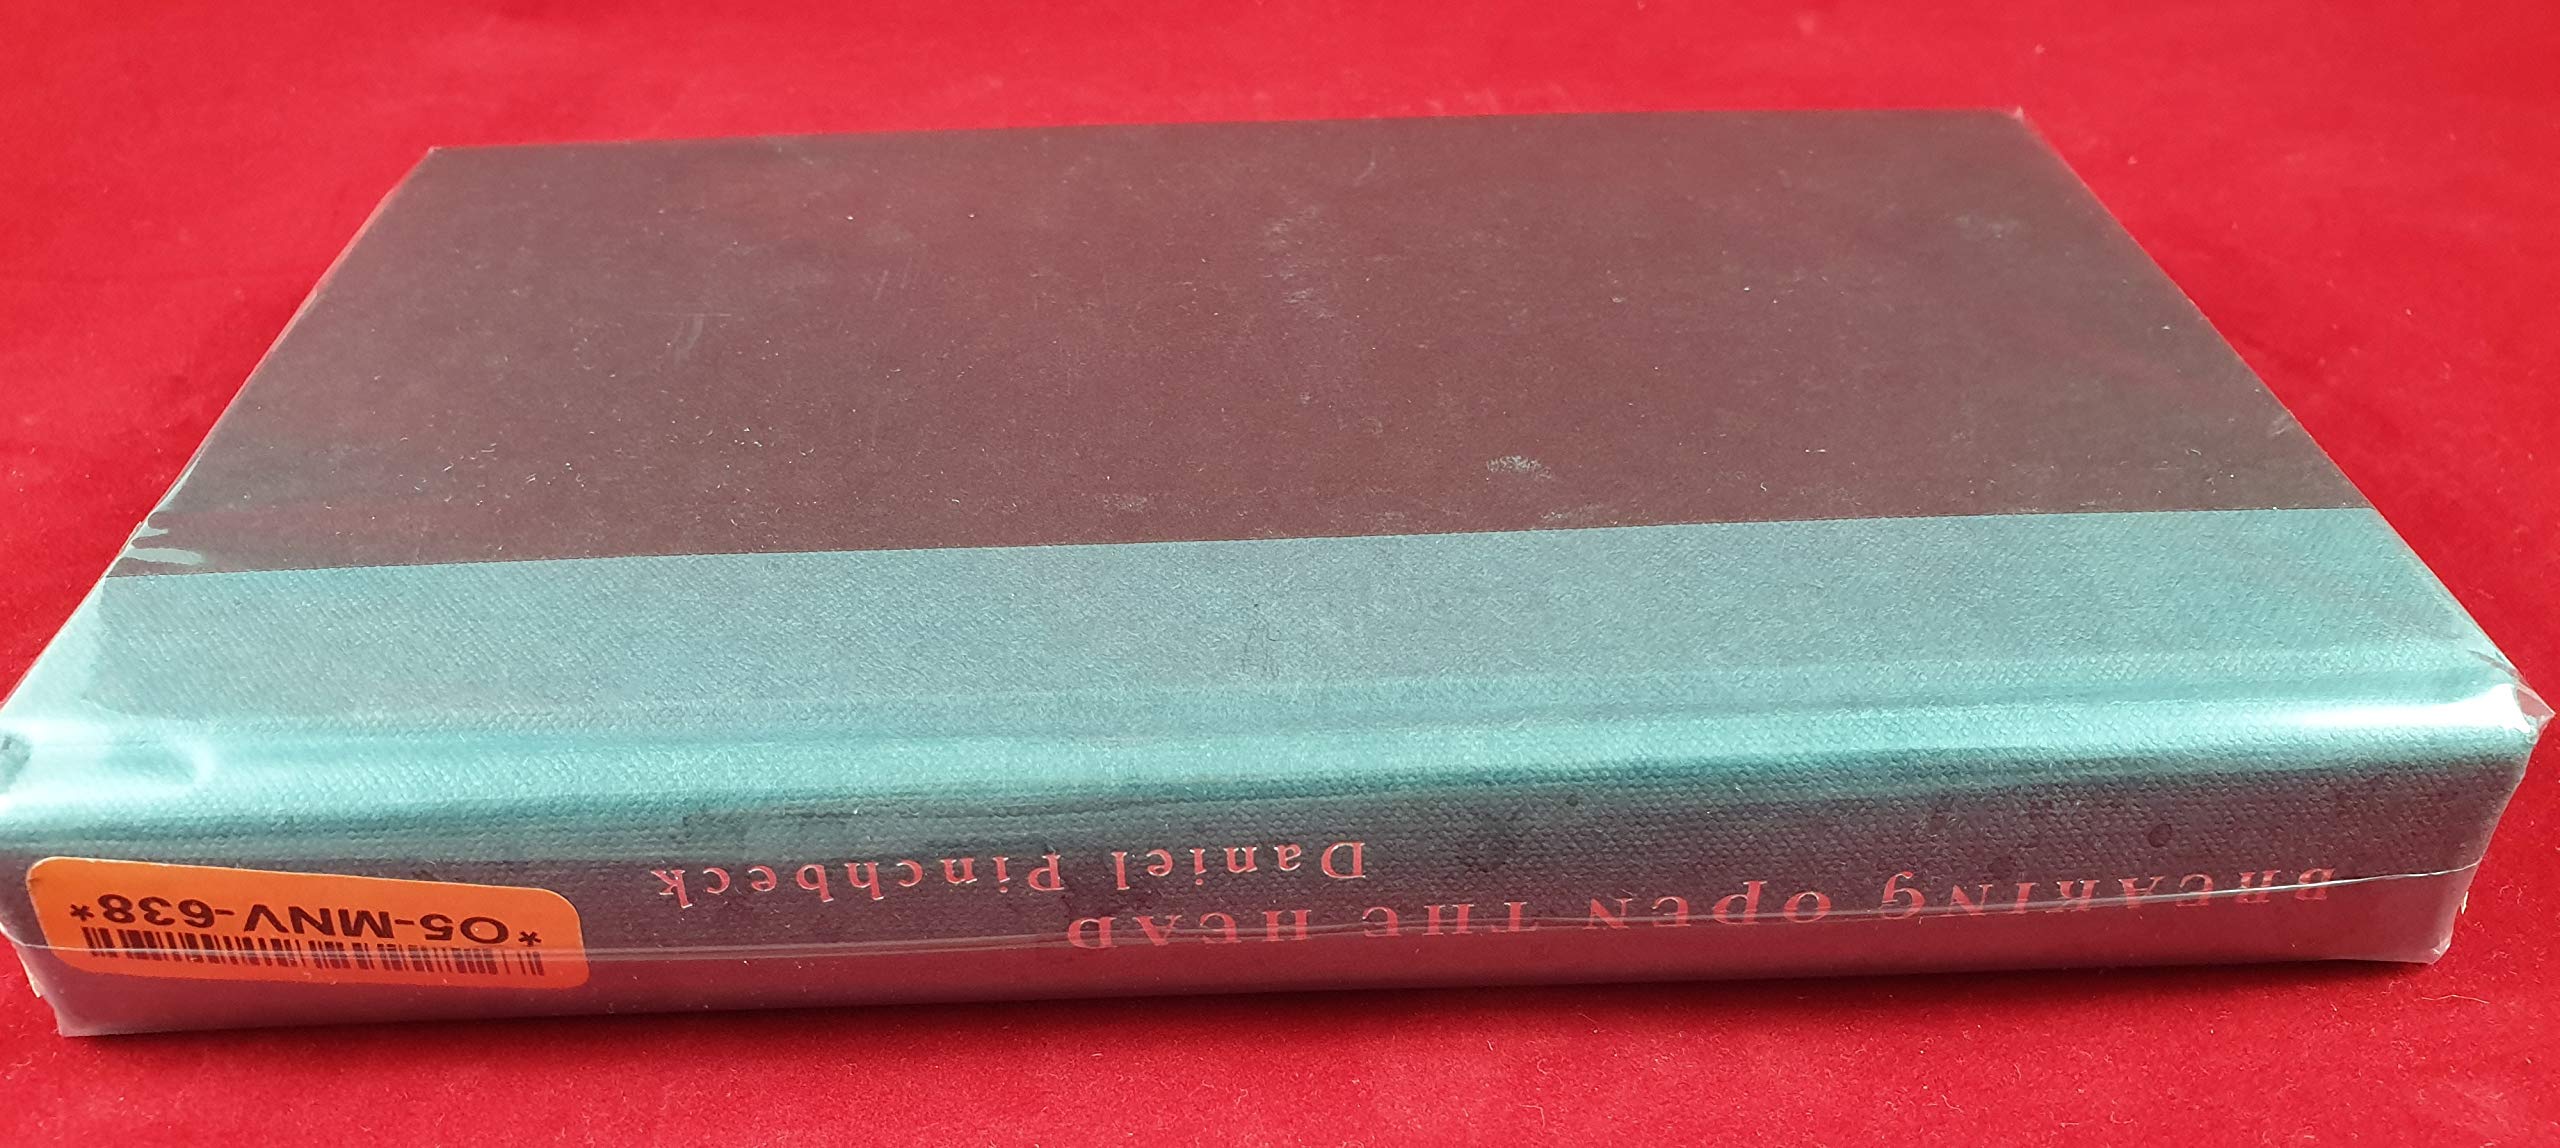 BREAKING OPEN THE HEAD
Daniel Pinchbeck
*O5-MNV-638*